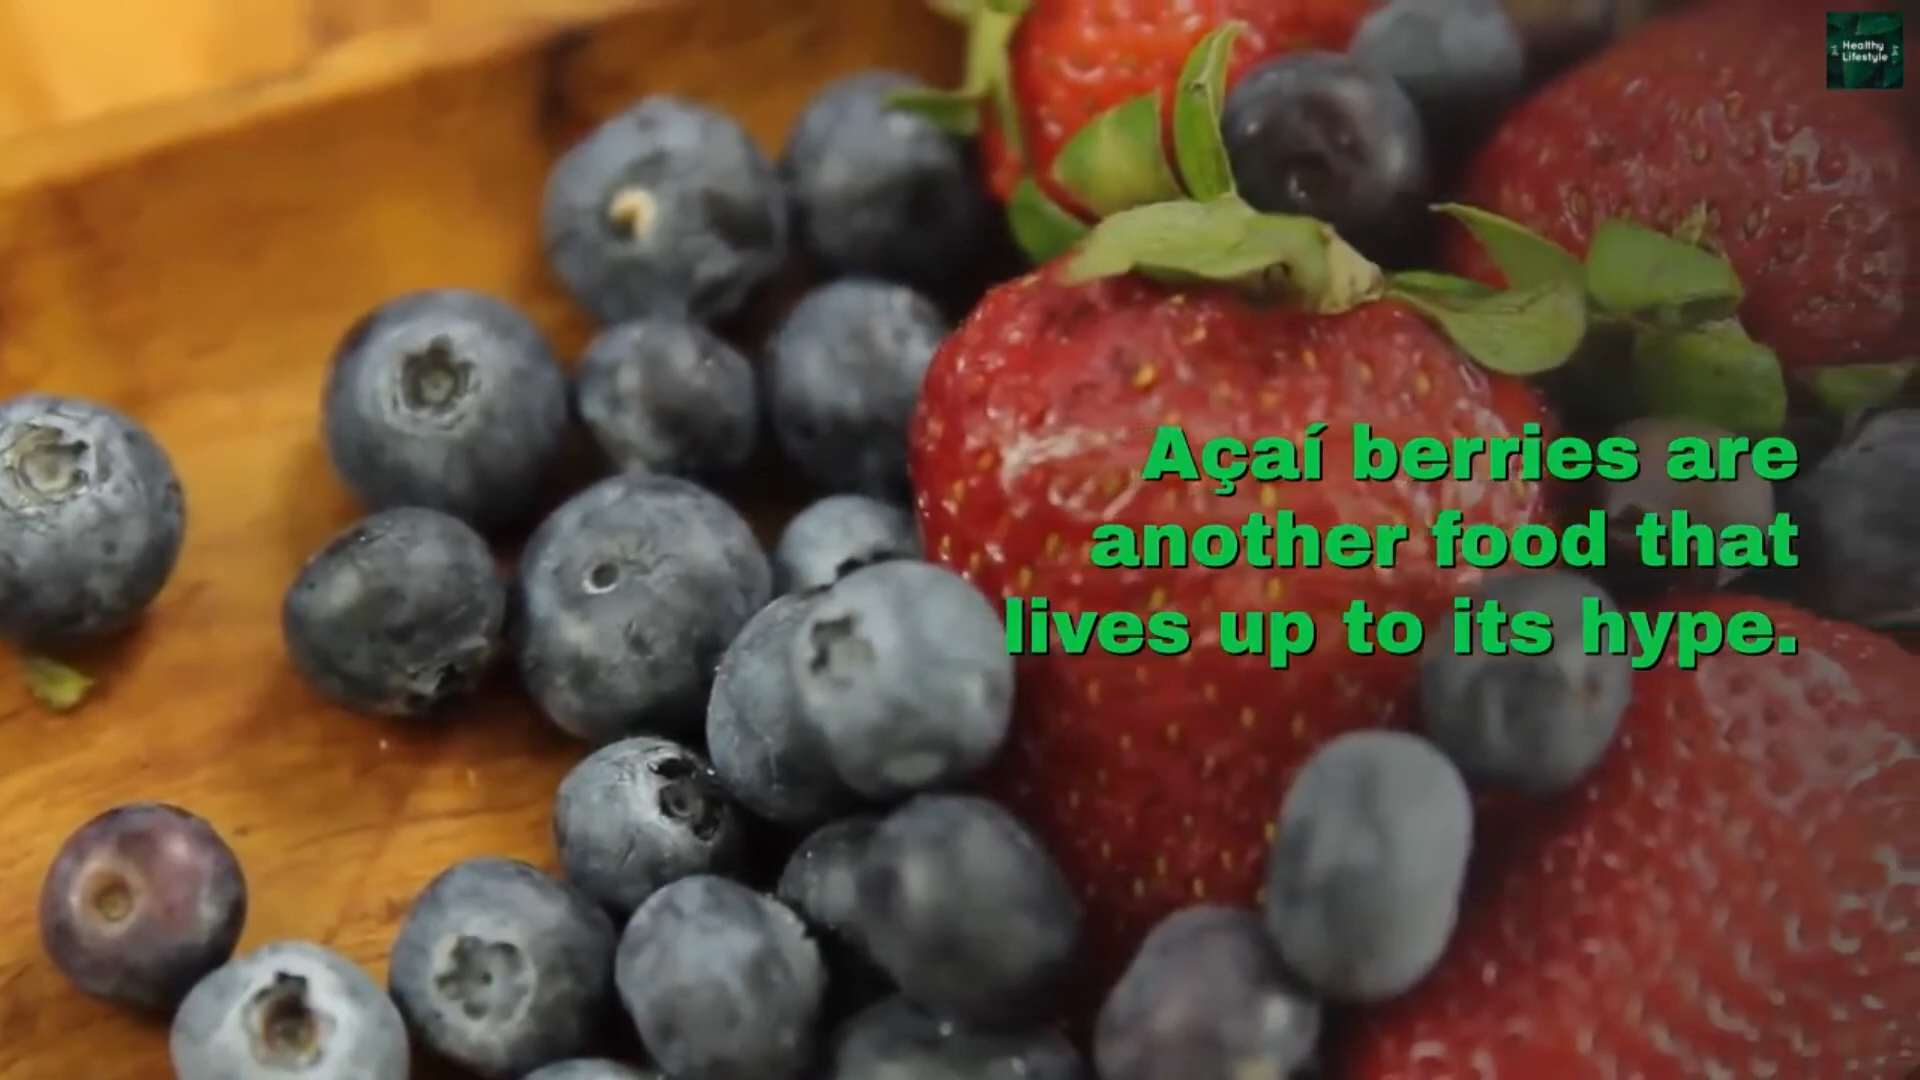 Healthy
Lifestyle
Açaí berries are
another food that
lives up to its hype.